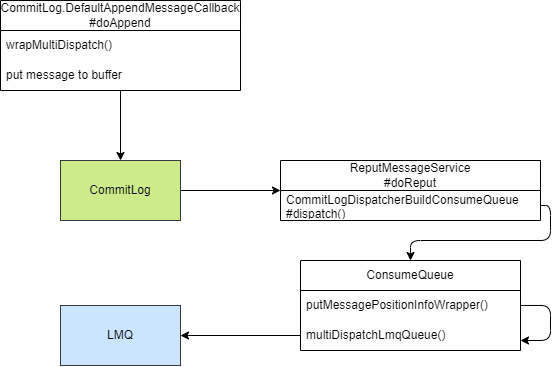 CommitLog.DefaultAppendMessageCallback
#doAppend
wrapMultiDispatch()
put message to buffer
CommitLog
ReputMessageService
#doReput
CommitLogDispatcherBuildConsumeQueue
#dispatch()
ConsumeQueue
putMessagePositionInfoWrapper()
multiDispatchLmqQueue()
LMQ